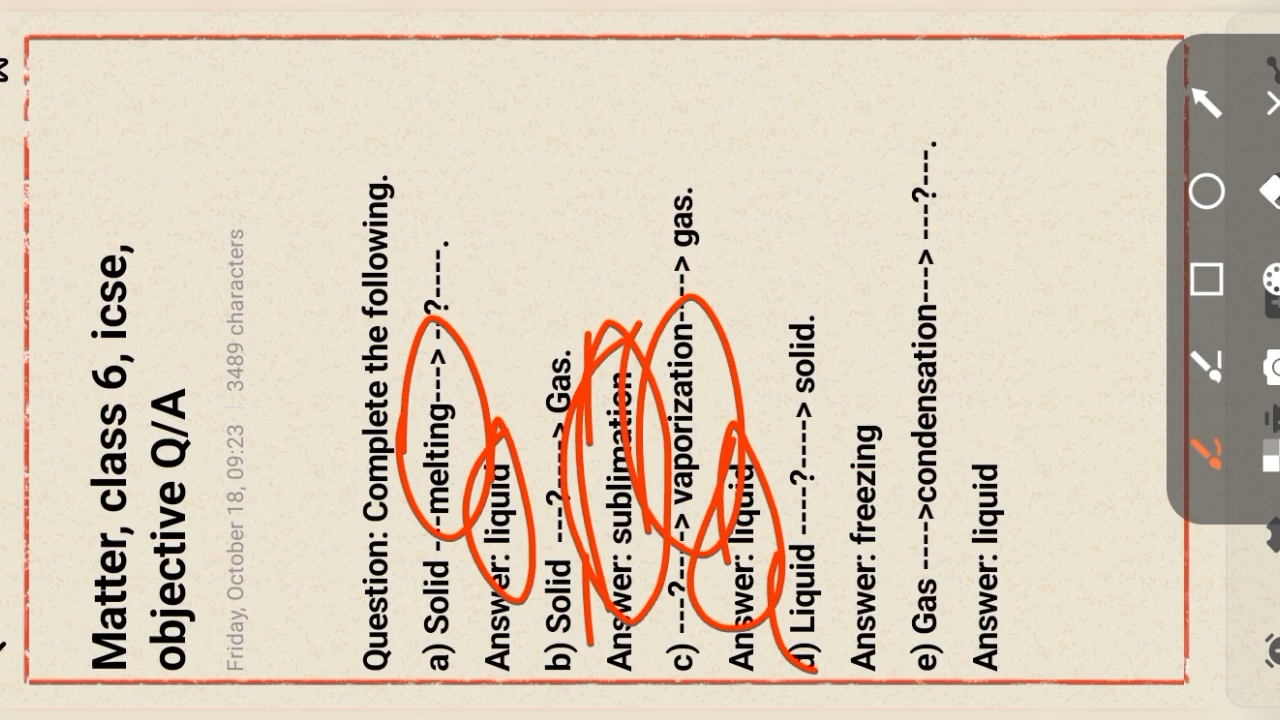 Matter, class 6, icse,
objective Q/A
Friday, October 18, 09:23 | 3489 characters
Question: Complete the following.
a) Solid ---melting----> --?-----.
Answer: liquid
b) Solid ----?-----> Gas.
Answer: sublimation
c) ----?----> vaporization----> gas.
Answer: liquid
d) Liquid -----?-----> solid.
Answer: freezing
e) Gas ----->condensation----> ----?----.
Answer: liquid